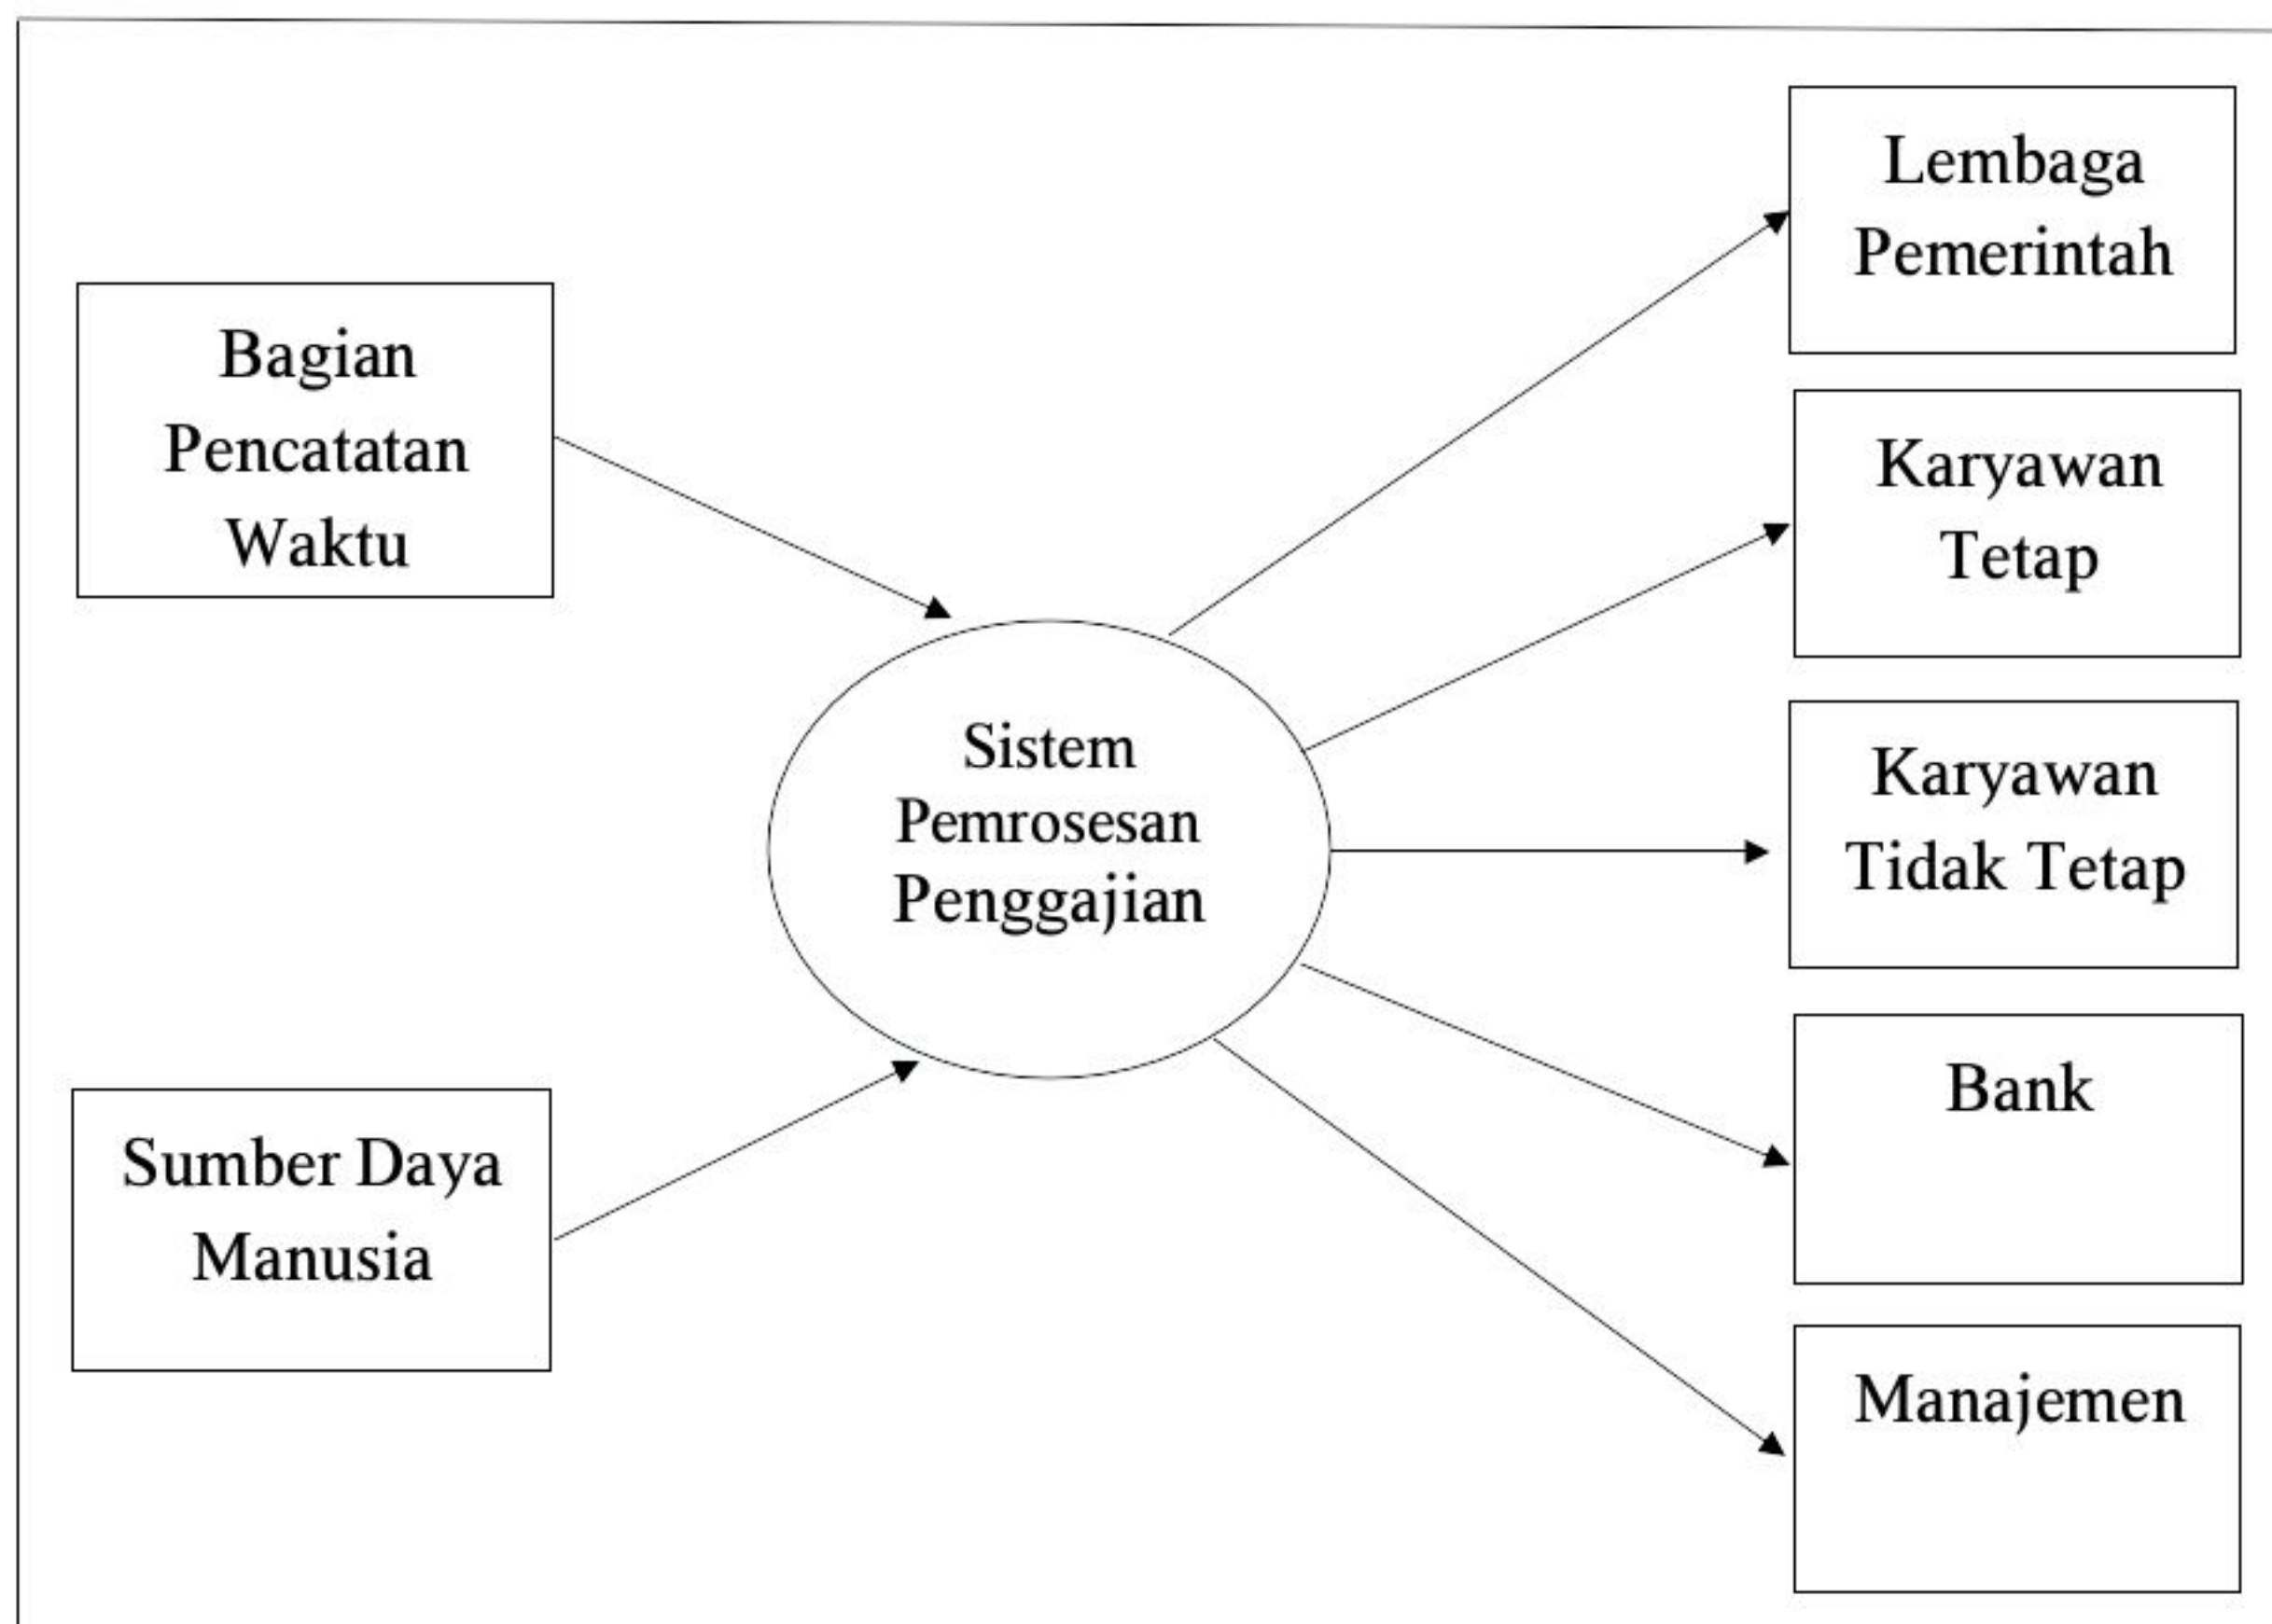 Bagian
Pencatatan
Waktu
Sumber Daya
Manusia
Sistem
Pemrosesan
Penggajian
Lembaga
Pemerintah
Karyawan
Tetap
Karyawan
Tidak Tetap
Bank
Manajemen